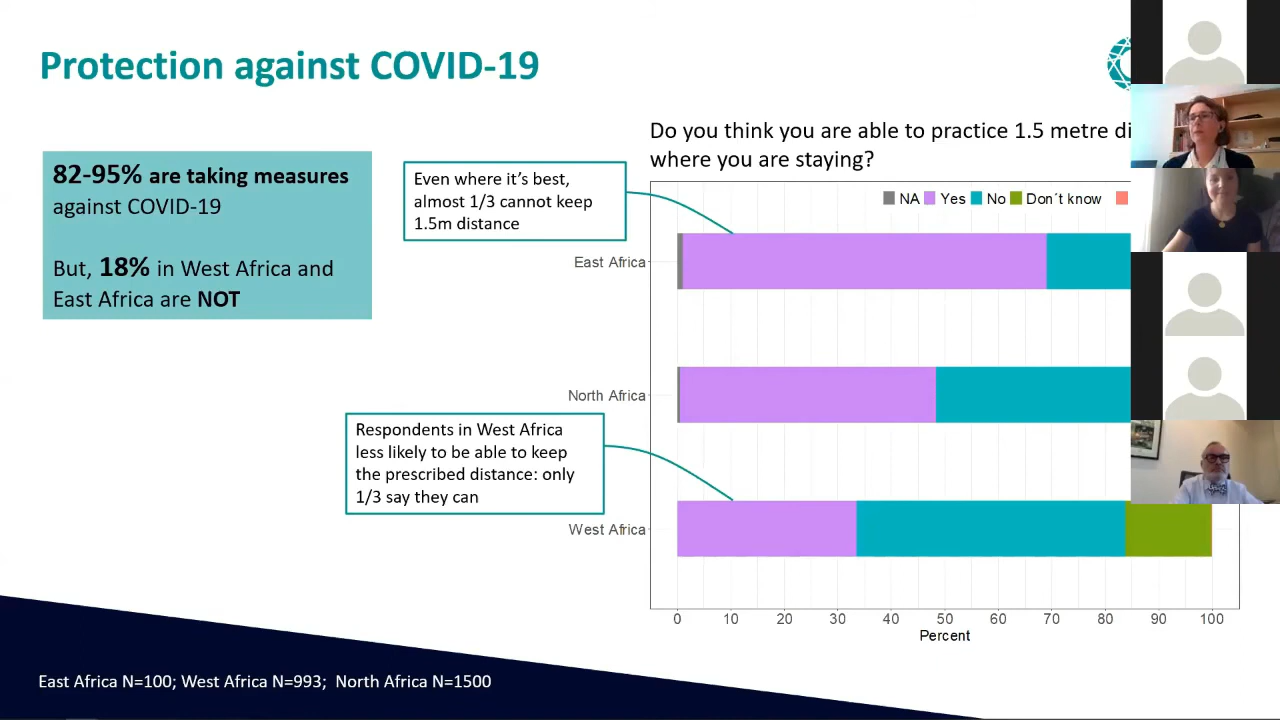 Protection against COVID-19
82-95% are taking measures
against COVID-19
But, 18% in West Africa and
East Africa are NOT
Even where it's best,
almost 1/3 cannot keep
1.5m distance
Respondents in West Africa
less likely to be able to keep
the prescribed distance: only
1/3 say they can
Do you think you are able to practice 1.5 metre
where you are staying?
NA Yes No Don´t know
East Africa
North Africa
West Africa
0 10 20 30 40 50 60 70 80 90 100
Percent
East Africa N=100; West Africa N=993; North Africa N=1500